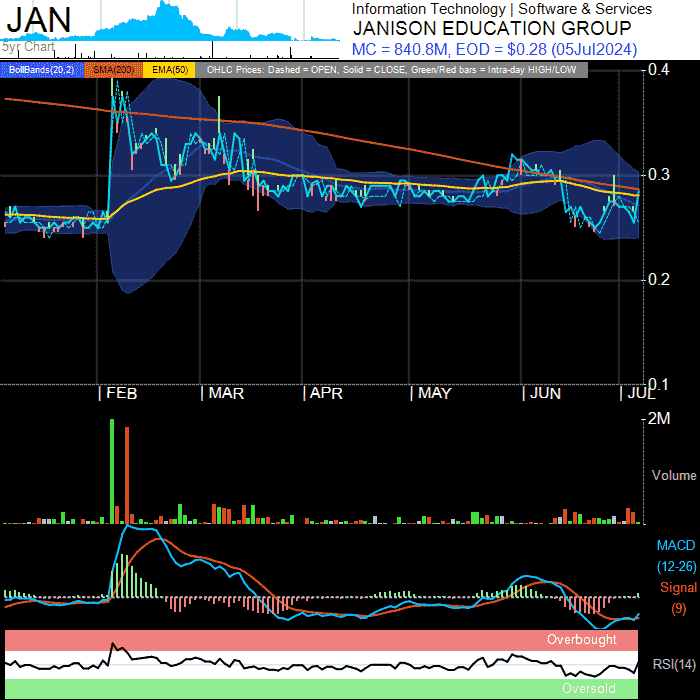 JAN
Information Technology | Software & Services
JANISON EDUCATION GROUP
5yr Chart
MC = 840.8M, EOD = $0.28 (05Jul2024)
BollBands(20,2) SMA(200) EMA(50) OHLC Prices: Dashed = OPEN, Solid = CLOSE, Green/Red bars = Intra-day HIGH/LOW
0.4
0.3
0.2
0.1
| FEB | MAR | APR | MAY | JUN | JUL
2M
Volume
MACD
(12-26)
Signal
(9)
Overbought
RSI(14)
Oversold